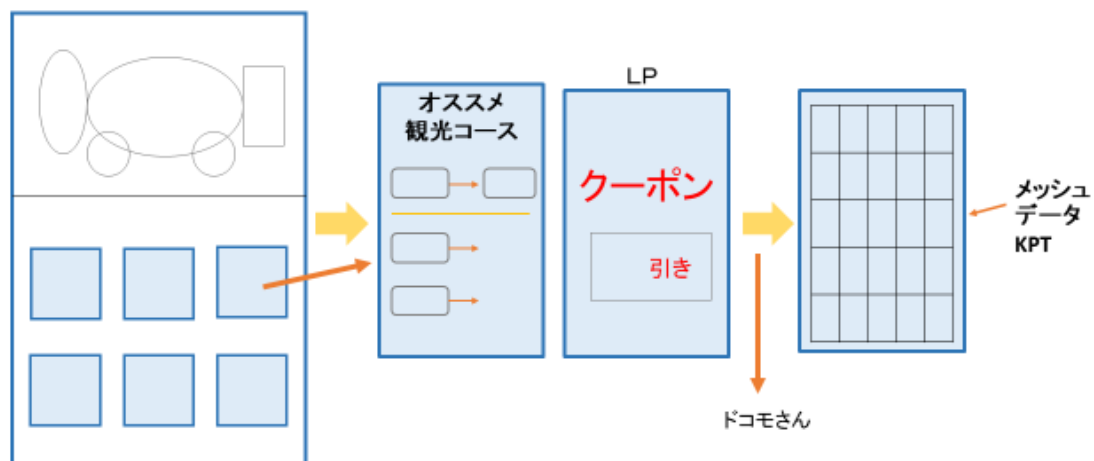 オススメ
観光コース
LP
クーポン
引き
メッシュ
データ
KPT
ドコモさん